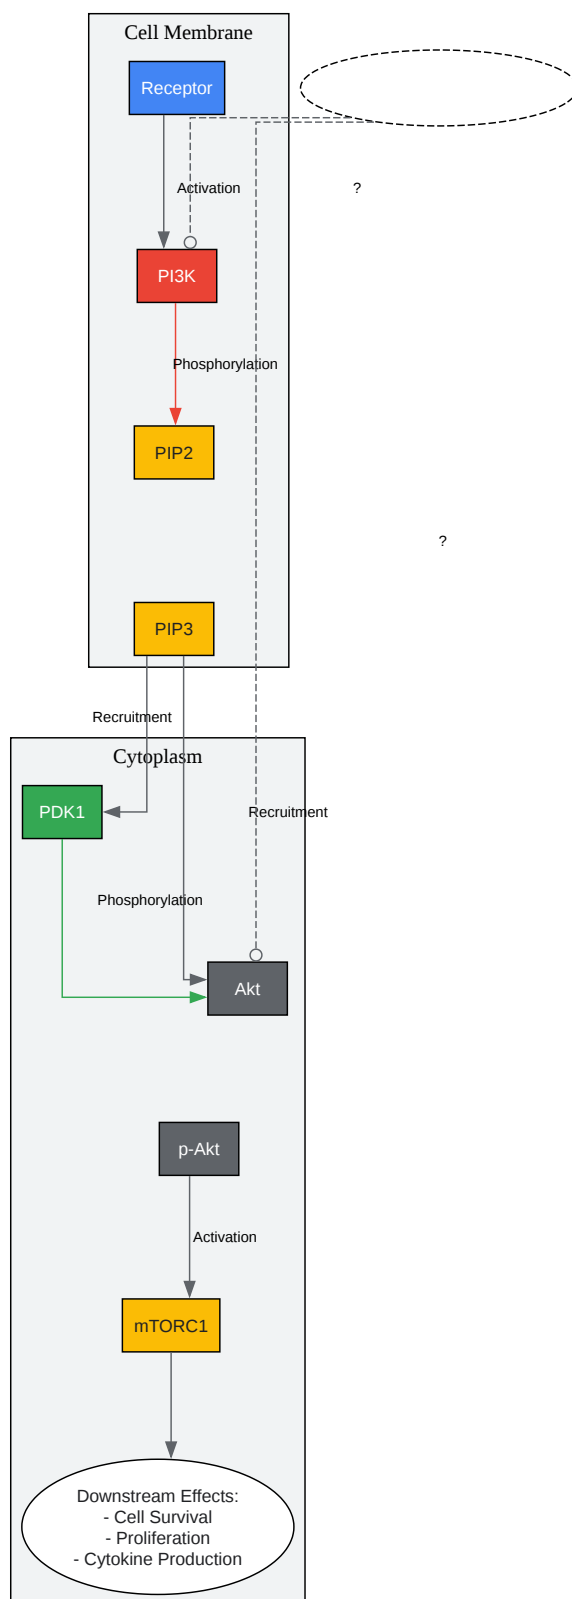 Cell Membrane
Receptor
Activation
?
PI3K
Phosphorylation
PIP2
?
PIP3
Recruitment
Cytoplasm
PDK1
Recruitment
Phosphorylation
Akt
p-Akt
Activation
mTORC1
Downstream Effects:
- Cell Survival
- Proliferation
- Cytokine Production